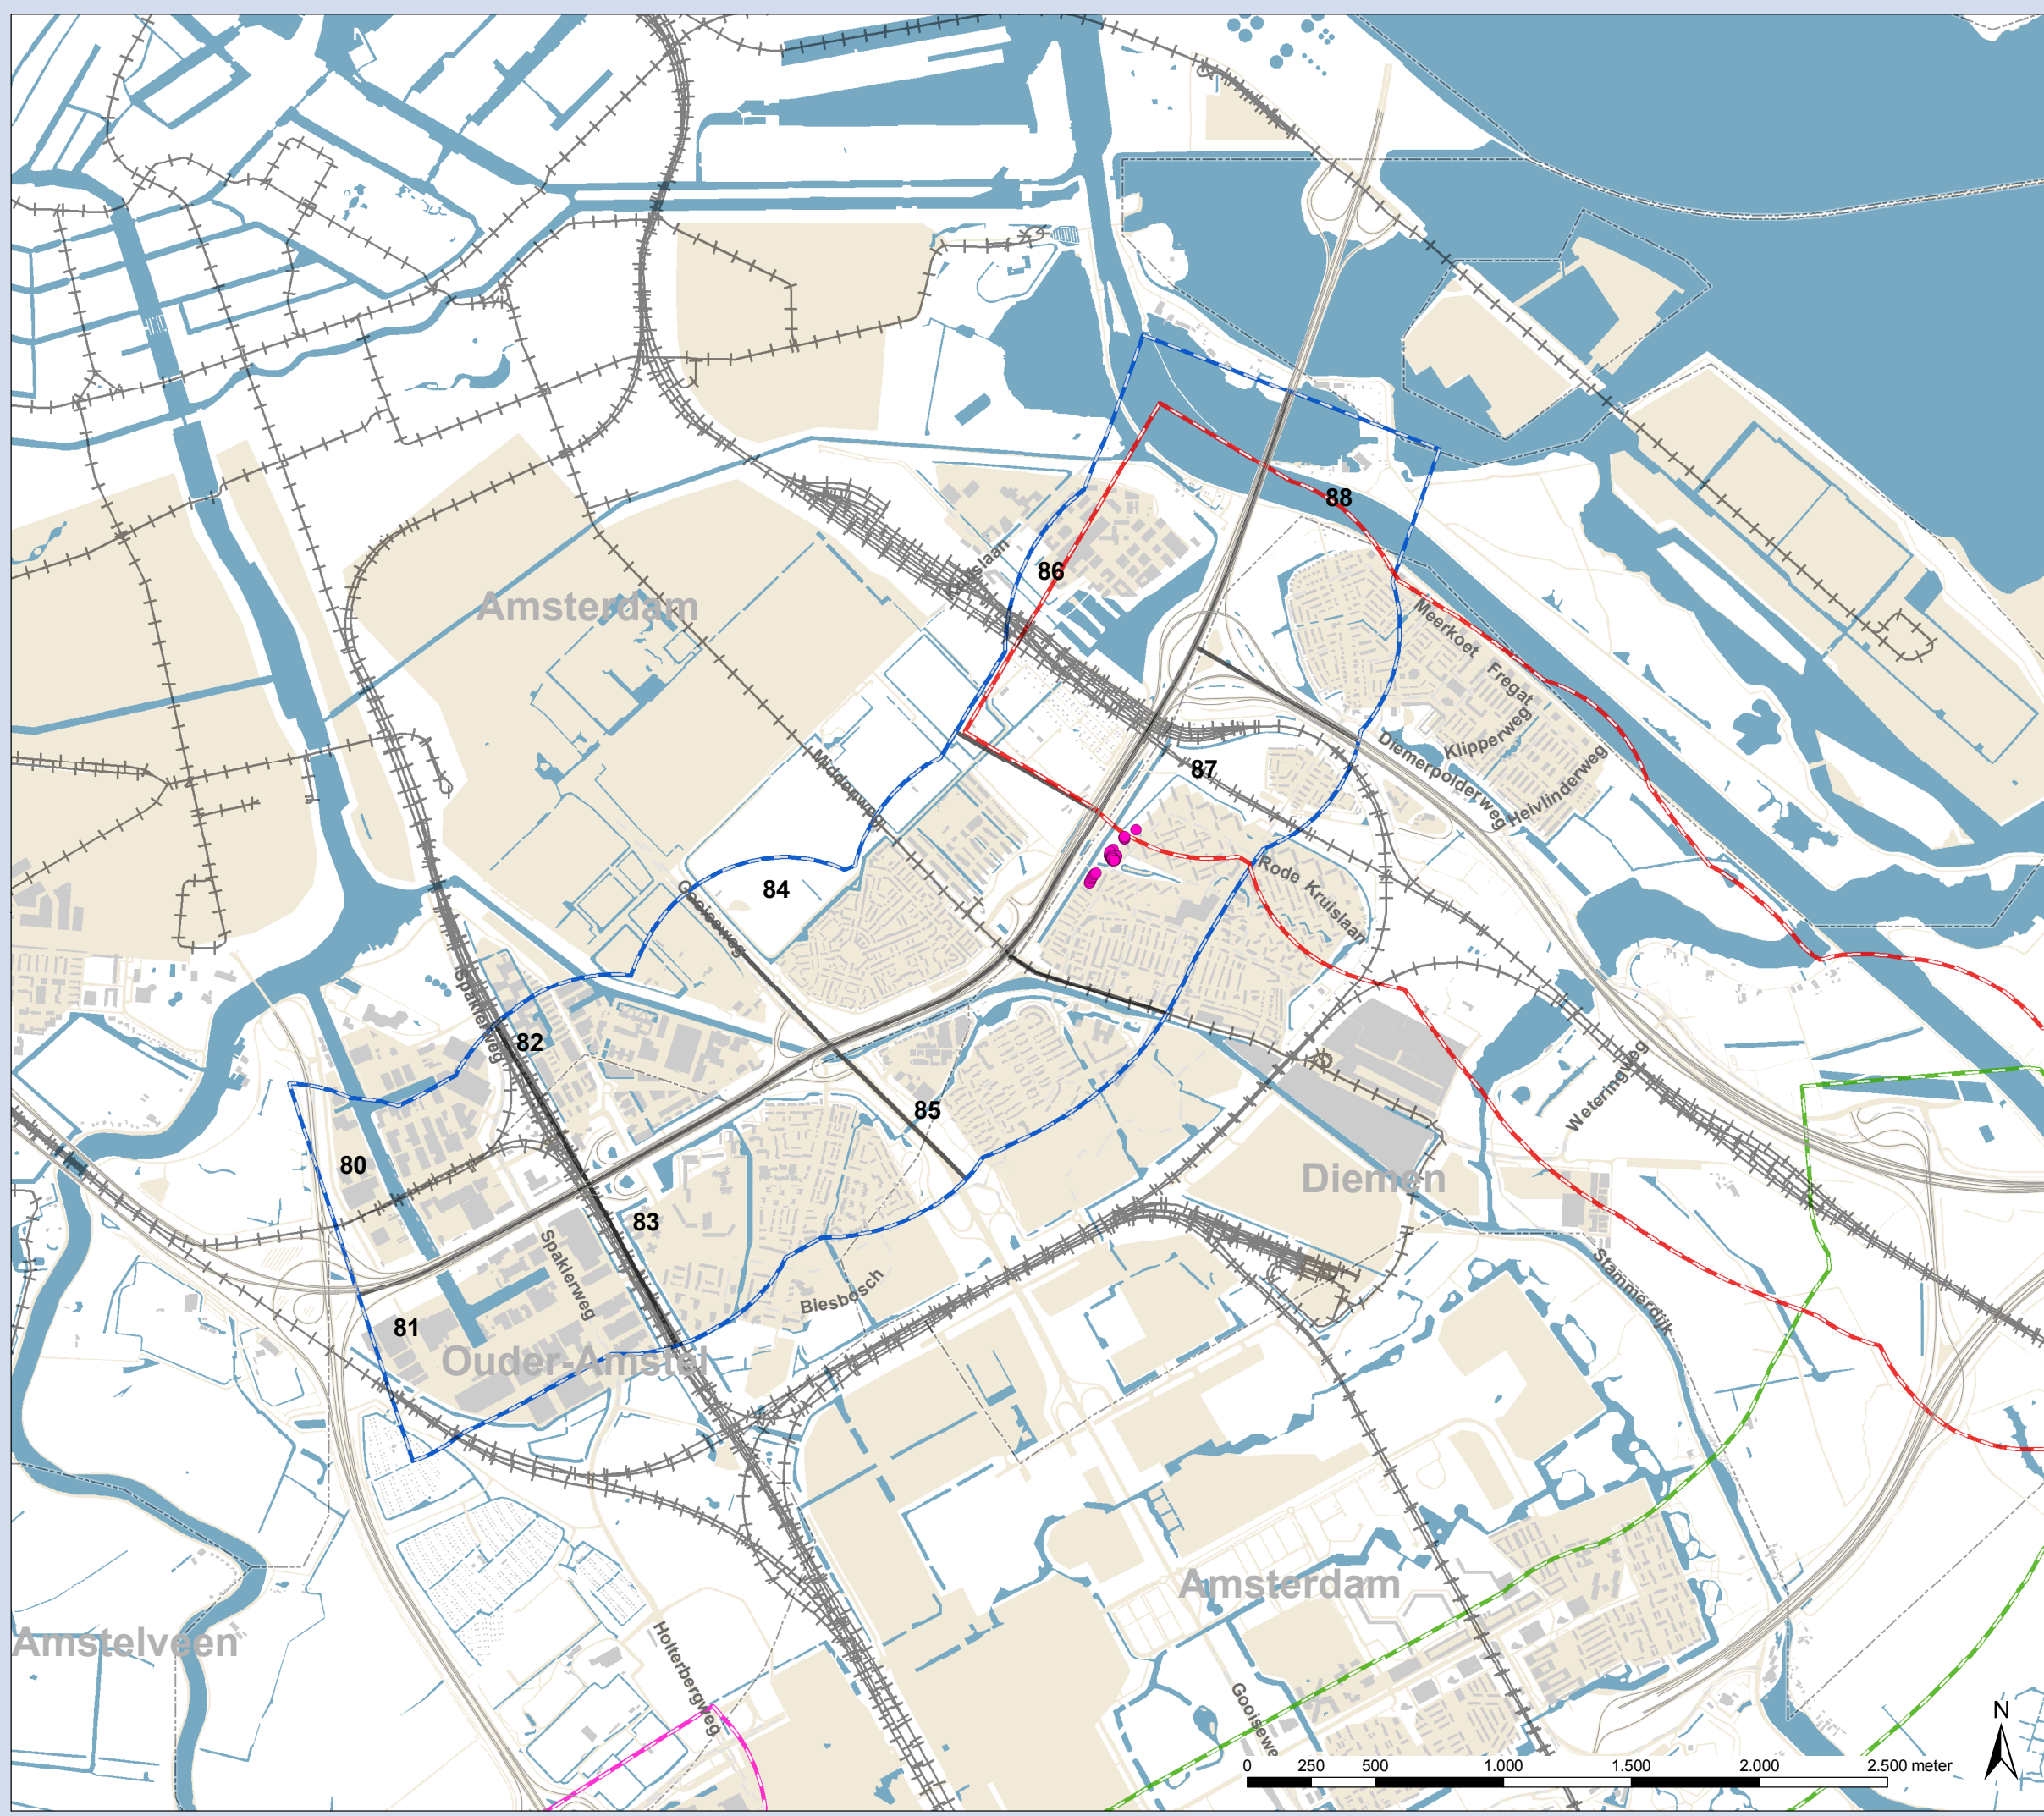 88
86
Amsterdam
Meerkoet
Fregat
Klipperweg
Diemerpolderweg
Heivlinderweg
Middenweg
87
84
Gooiseweg
Rode Kruislaan
Spaklerweg
82
85
Weteringweg
80
Diemen
83
Spaklerweg
Stammerdijk
Biesbosch
81
Ouder-Amstel
Amsterdam
Amstelveen
Holterbergweg
N
0 250 500 1.000 1.500 2.000 2.500 meter